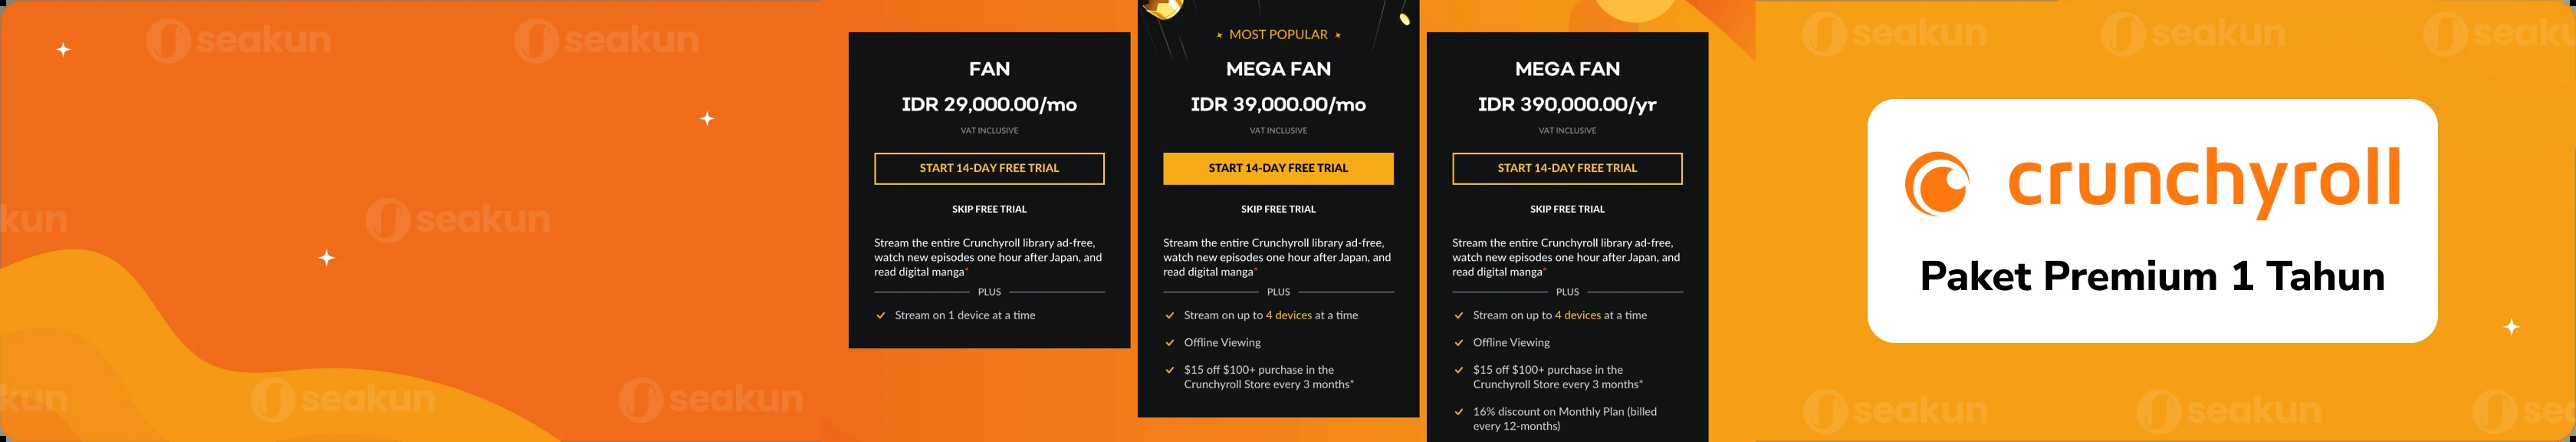 seakun
seakun
kun
seakun
kun
seakun
seakun
FAN
IDR 29,000.00/mo
VAT INCLUSIVE
START 14-DAY FREE TRIAL
SKIP FREE TRIAL
Stream the entire Crunchyroll library ad-free,
watch new episodes one hour after Japan, and
read digital manga*
PLUS
Stream on 1 device at a time
MOST POPULAR
MEGA FAN
IDR 39,000.00/mo
VAT INCLUSIVE
START 14-DAY FREE TRIAL
SKIP FREE TRIAL
Stream the entire Crunchyroll library ad-free,
watch new episodes one hour after Japan, and
read digital manga*
PLUS
Stream on up to 4 devices at a time
Offline Viewing
$15 off $100+ purchase in the
Crunchyroll Store every 3 months*
MEGA FAN
IDR 390,000.00/yr
VAT INCLUSIVE
START 14-DAY FREE TRIAL
SKIP FREE TRIAL
Stream the entire Crunchyroll library ad-free,
watch new episodes one hour after Japan, and
read digital manga*
PLUS
Stream on up to 4 devices at a time
Offline Viewing
$15 off $100+ purchase in the
Crunchyroll Store every 3 months*
16% discount on Monthly Plan (billed
every 12-months)
seakun
seakun
seaku
crunchyroll
Paket Premium 1 Tahun
seakun
seakun
se